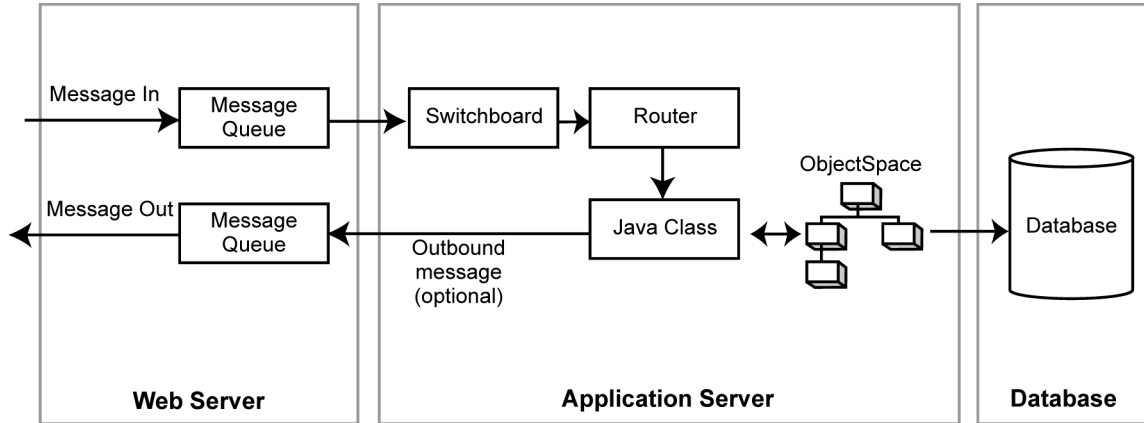 Message In
Message
Queue
Switchboard
Router
ObjectSpace
Message Out
Message
Queue
Outbound
message
(optional)
Java Class
Database
Web Server
Application Server
Database